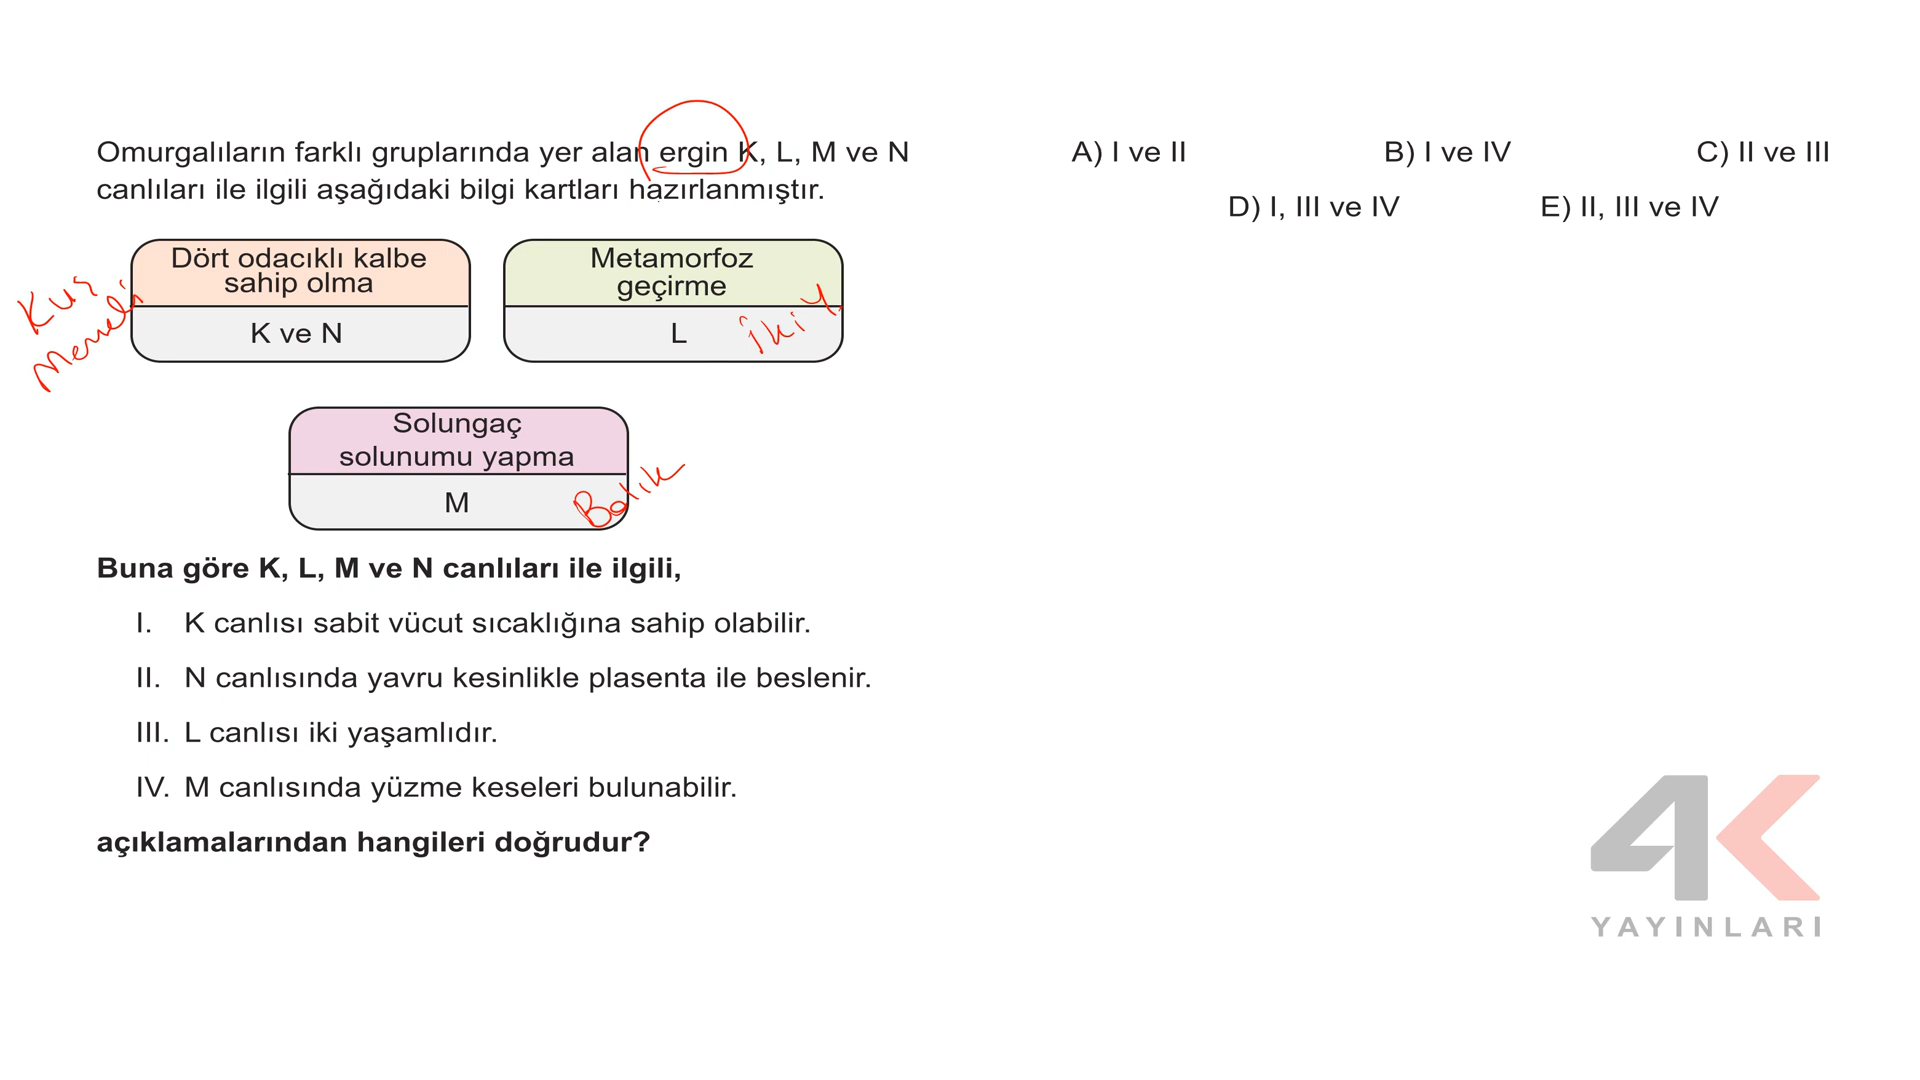 Omurgalıların farklı gruplarında yer alan ergin K, L, M ve N
canlıları ile ilgili aşağıdaki bilgi kartları hazırlanmıştır.
Dört odacıklı kalbe
sahip olma
K ve N
Kuş
Memeli
Metamorfoz
geçirme
L
İki Y.
Solungaç
solunumu yapma
M
Balık
Buna göre K, L, M ve N canlıları ile ilgili,
I. K canlısı sabit vücut sıcaklığına sahip olabilir.
II. N canlısında yavru kesinlikle plasenta ile beslenir.
III. L canlısı iki yaşamlıdır.
IV. M canlısında yüzme keseleri bulunabilir.
açıklamalarından hangileri doğrudur?
A) I ve II B) I ve IV C) II ve III
D) I, III ve IV E) II, III ve IV
4K
YAYINLARI